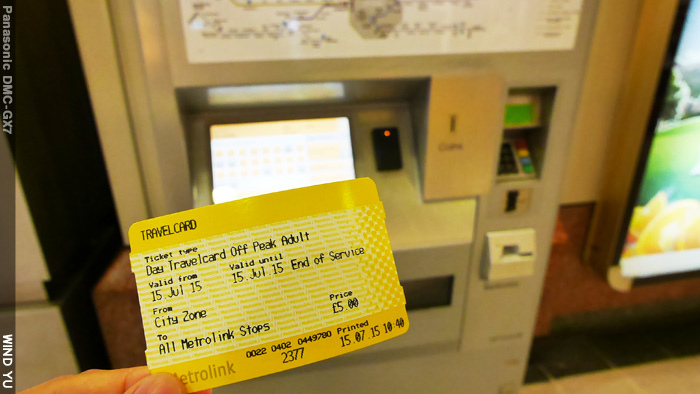 Panasonic DMC-GX7
WIND YU
Coins
TRAVELCARD
Ticket type
Day Travelcard Off Peak Adult
Valid from Valid until
15.Jul 15 15.Jul 15 End of Service
From Price
City Zone £5.00
To
All Metrolink Stops
0022 0402 0449780 Printed
2377 15.07.15 10:40
Metrolink